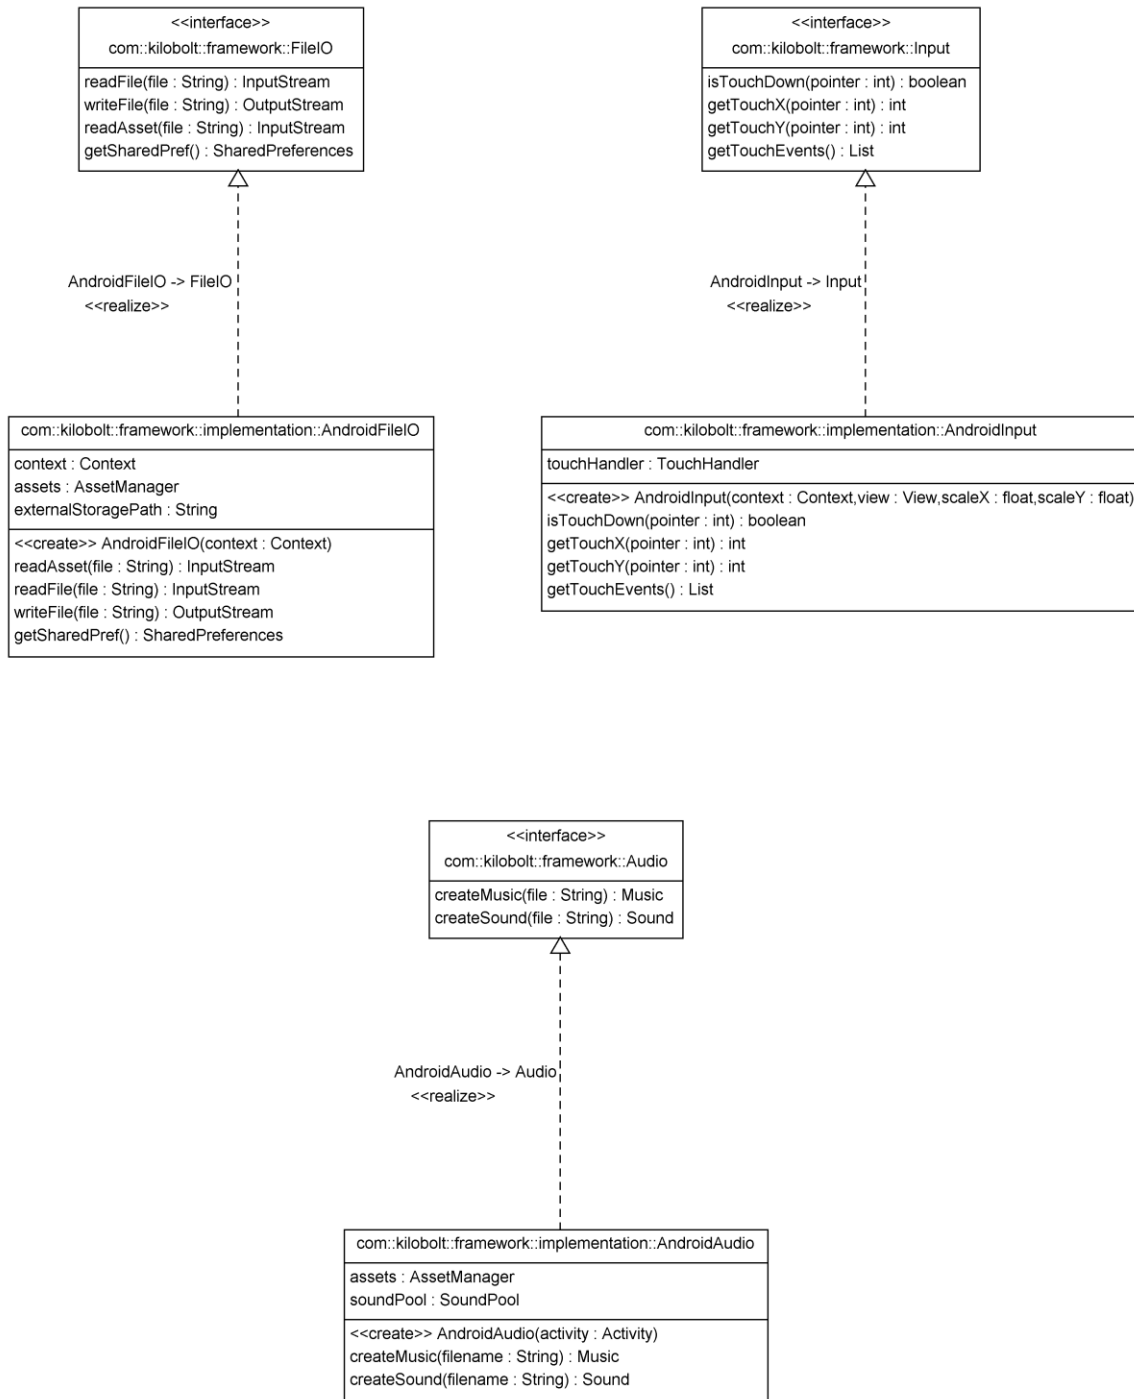 <<interface>>
com::kilobolt::framework::FileIO
readFile(file : String) : InputStream
writeFile(file : String) : OutputStream
readAsset(file : String) : InputStream
getSharedPref() : SharedPreferences
<<interface>>
com::kilobolt::framework::Input
isTouchDown(pointer : int) : boolean
getTouchX(pointer : int) : int
getTouchY(pointer : int) : int
getTouchEvents() : List
AndroidFileIO -> FileIO
<<realize>>
AndroidInput -> Input
<<realize>>
com::kilobolt::framework::implementation::AndroidFileIO
context : Context
assets : AssetManager
externalStoragePath : String
<<create>> AndroidFileIO(context : Context)
readAsset(file : String) : InputStream
readFile(file : String) : InputStream
writeFile(file : String) : OutputStream
getSharedPref() : SharedPreferences
com::kilobolt::framework::implementation::AndroidInput
touchHandler : TouchHandler
<<create>> AndroidInput(context : Context,view : View,scaleX : float,scaleY : float)
isTouchDown(pointer : int) : boolean
getTouchX(pointer : int) : int
getTouchY(pointer : int) : int
getTouchEvents() : List
<<interface>>
com::kilobolt::framework::Audio
createMusic(file : String) : Music
createSound(file : String) : Sound
AndroidAudio -> Audio
<<realize>>
com::kilobolt::framework::implementation::AndroidAudio
assets : AssetManager
soundPool : SoundPool
<<create>> AndroidAudio(activity : Activity)
createMusic(filename : String) : Music
createSound(filename : String) : Sound